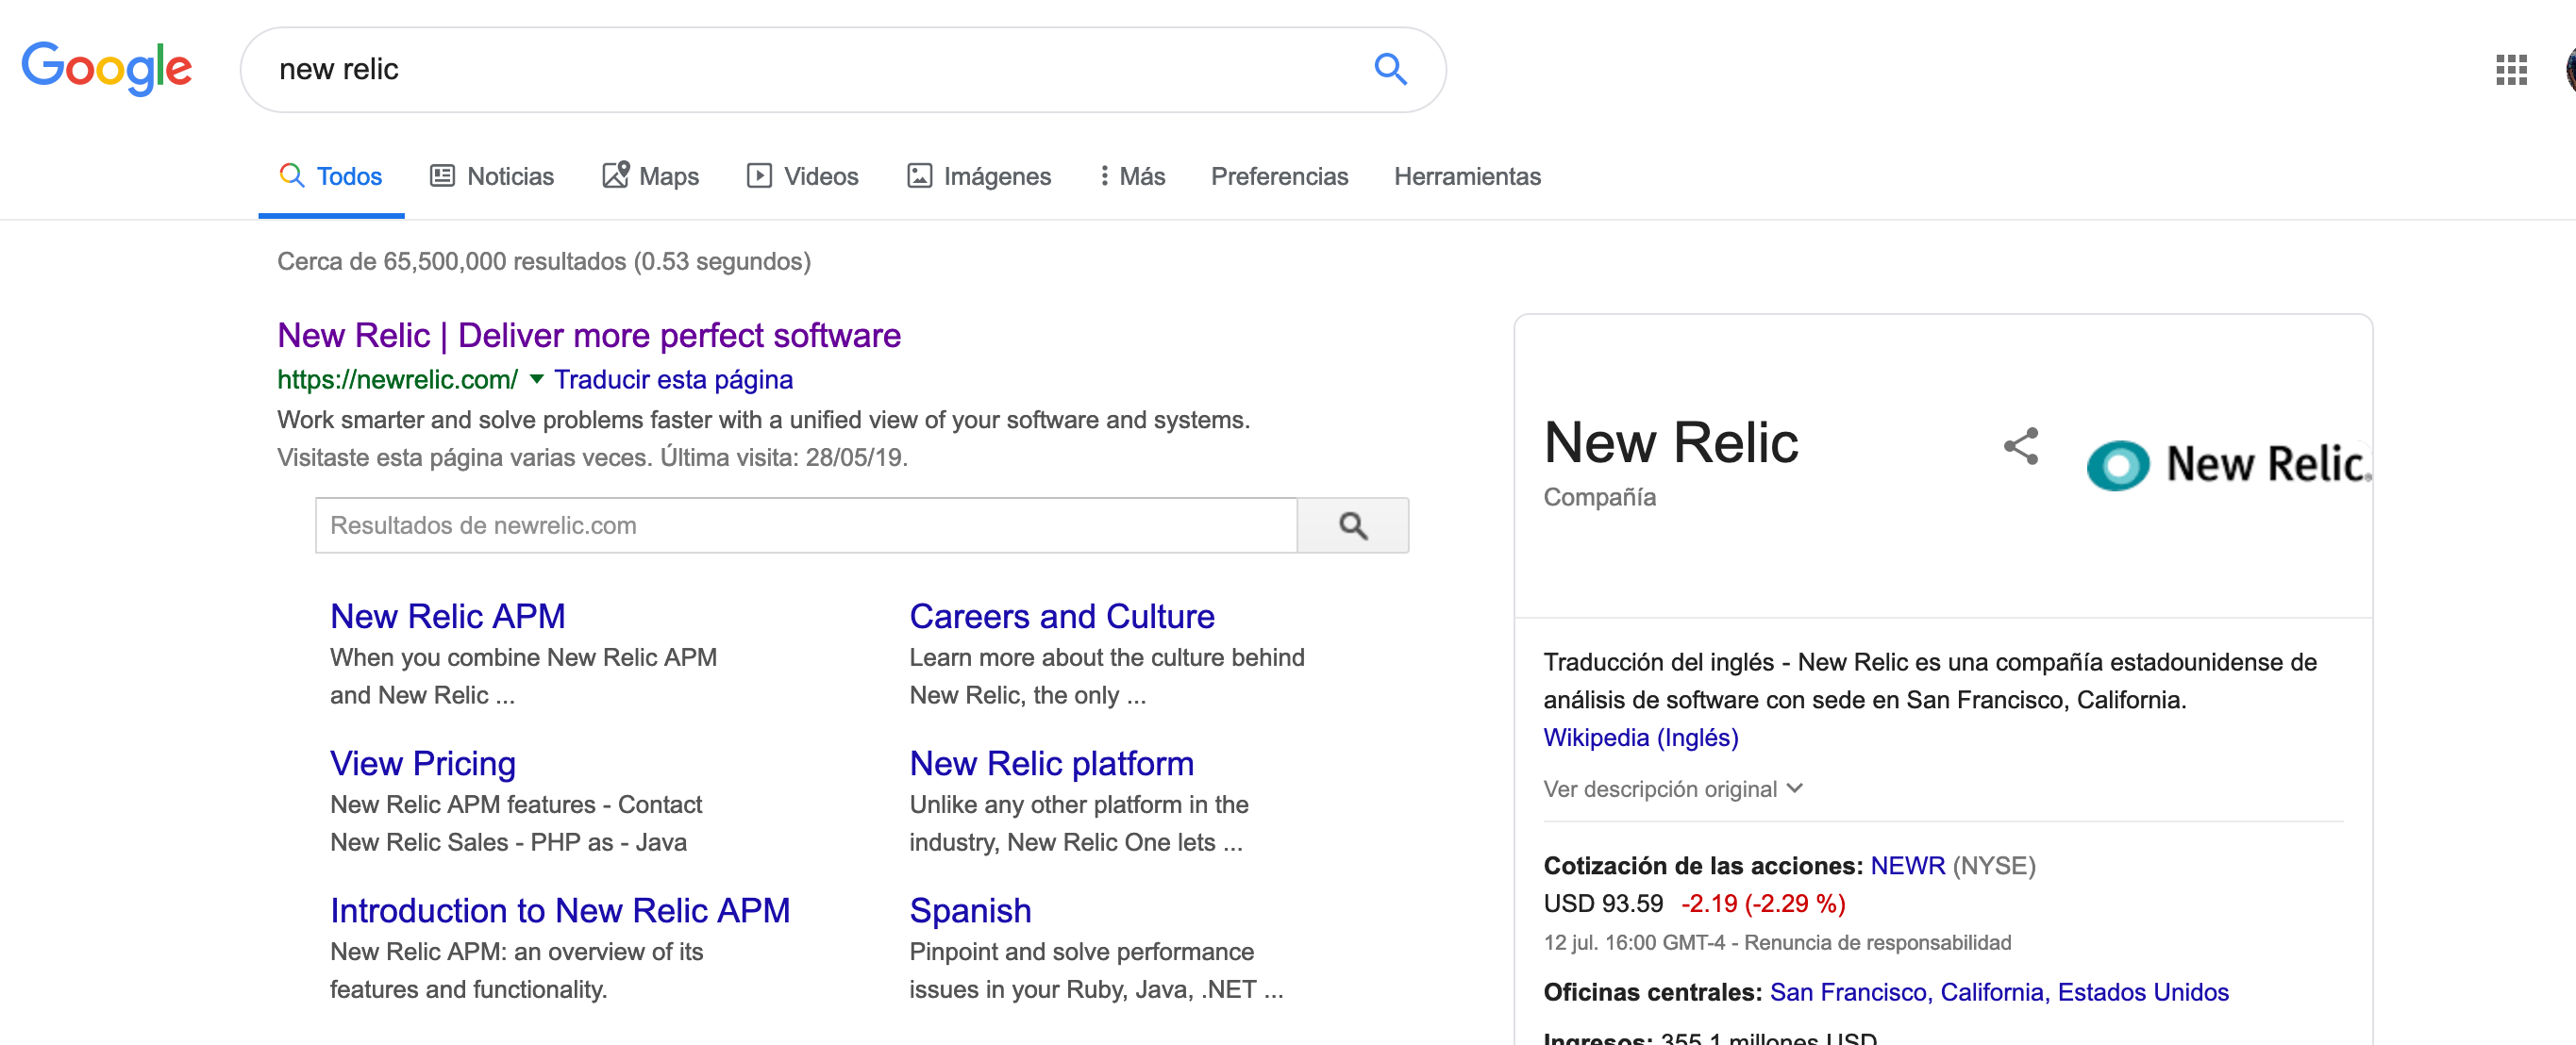 Google
new relic
Todos
Noticias
Maps
Videos
Imágenes
Más
Preferencias
Herramientas
Cerca de 65,500,000 resultados (0.53 segundos)
New Relic | Deliver more perfect software
https://newrelic.com/ Traducir esta página
Work smarter and solve problems faster with a unified view of your software and systems.
Visitaste esta página varias veces. Última visita: 28/05/19.
Resultados de newrelic.com
New Relic APM
When you combine New Relic APM
and New Relic ...
Careers and Culture
Learn more about the culture behind
New Relic, the only ...
View Pricing
New Relic APM features - Contact
New Relic Sales - PHP as - Java
New Relic platform
Unlike any other platform in the
industry, New Relic One lets ...
Introduction to New Relic APM
New Relic APM: an overview of its
features and functionality.
Spanish
Pinpoint and solve performance
issues in your Ruby, Java, .NET ...
New Relic
Compañía
New Relic.
Traducción del inglés - New Relic es una compañía estadounidense de
análisis de software con sede en San Francisco, California.
Wikipedia (Inglés)
Ver descripción original
Cotización de las acciones: NEWR (NYSE)
USD 93.59 -2.19 (-2.29 %)
12 jul. 16:00 GMT-4 - Renuncia de responsabilidad
Oficinas centrales: San Francisco, California, Estados Unidos
Ingresos: 355.1 millones USD